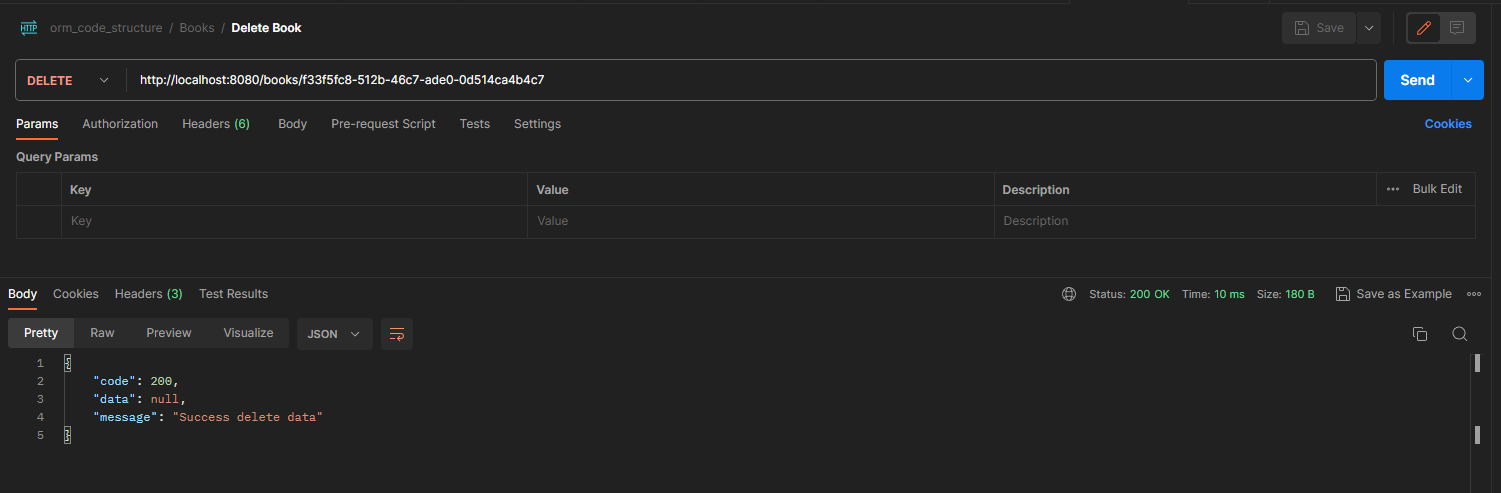 HTTP orm_code_structure / Books / Delete Book Save
DELETE http://localhost:8080/books/f33f5fc8-512b-46c7-ade0-0d514ca4b4c7 Send
Params Authorization Headers (6) Body Pre-request Script Tests Settings Cookies
Query Params
Key Value Description ••• Bulk Edit
Key Value Description
Body Cookies Headers (3) Test Results Status: 200 OK Time: 10 ms Size: 180 B Save as Example
Pretty Raw Preview Visualize JSON
1 {
2 "code": 200,
3 "data": null,
4 "message": "Success delete data"
5 }